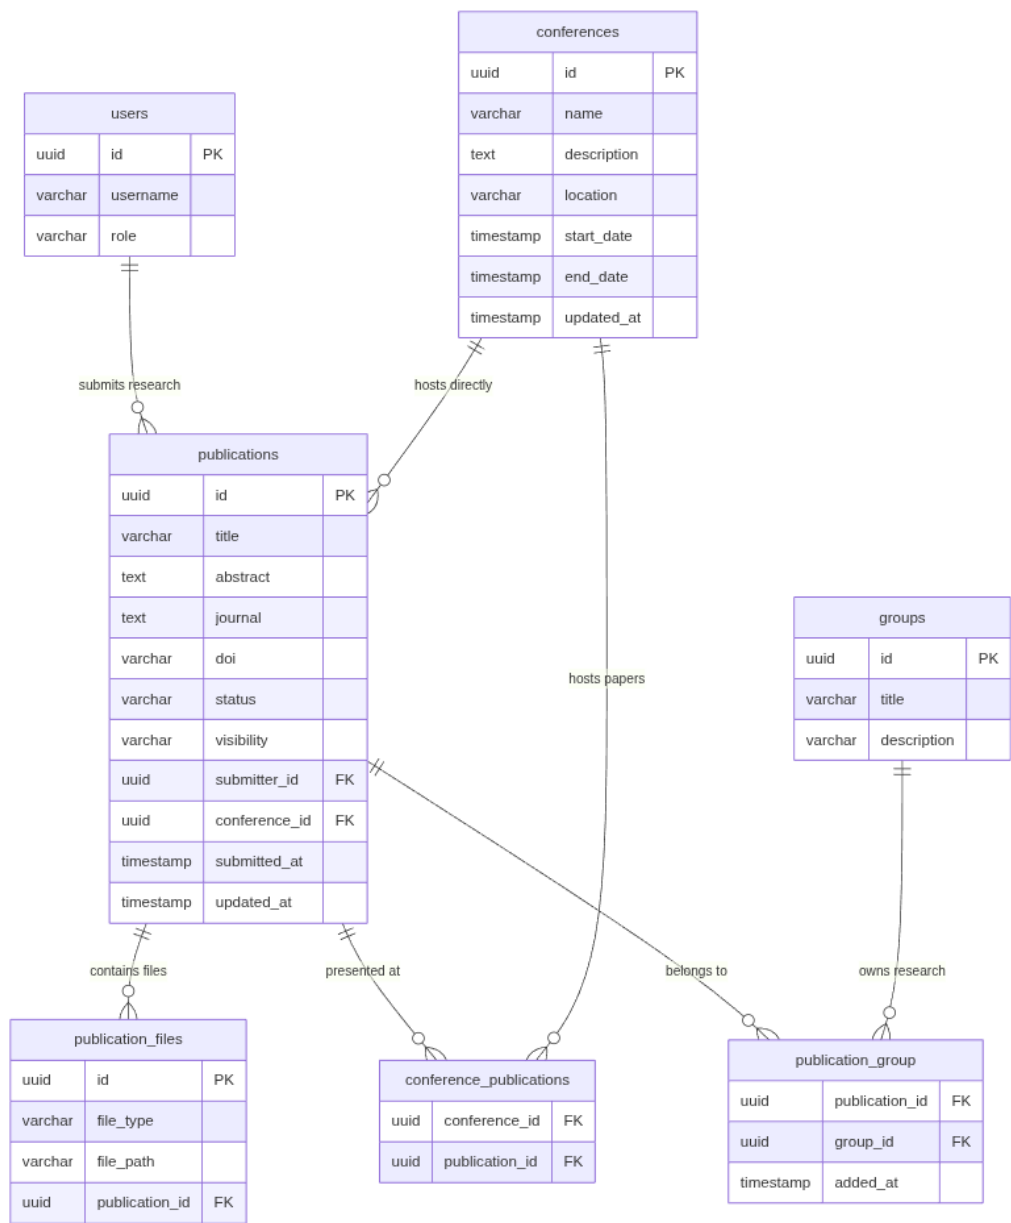 conferences
uuid id PK
varchar name
text description
varchar location
timestamp start_date
timestamp end_date
timestamp updated_at
users
uuid id PK
varchar username
varchar role
submits research
hosts directly
publications
uuid id PK
varchar title
text abstract
text journal
varchar doi
varchar status
varchar visibility
uuid submitter_id FK
uuid conference_id FK
timestamp submitted_at
timestamp updated_at
hosts papers
groups
uuid id PK
varchar title
varchar description
contains files
presented at
belongs to
owns research
publication_files
uuid id PK
varchar file_type
varchar file_path
uuid publication_id FK
conference_publications
uuid conference_id FK
uuid publication_id FK
publication_group
uuid publication_id FK
uuid group_id FK
timestamp added_at